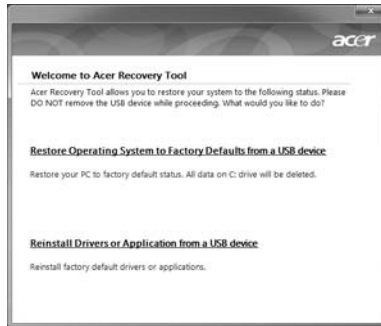 acer
Welcome to Acer Recovery Tool
Acer Recovery Tool allows you to restore your system to the following status. Please
DO NOT remove the USB device while proceeding. What would you like to do?
Restore Operating System to Factory Defaults from a USB device
Restore your PC to factory default status. All data on C: drive will be deleted.
Reinstall Drivers or Application from a USB device
Reinstall factory default drivers or applications.